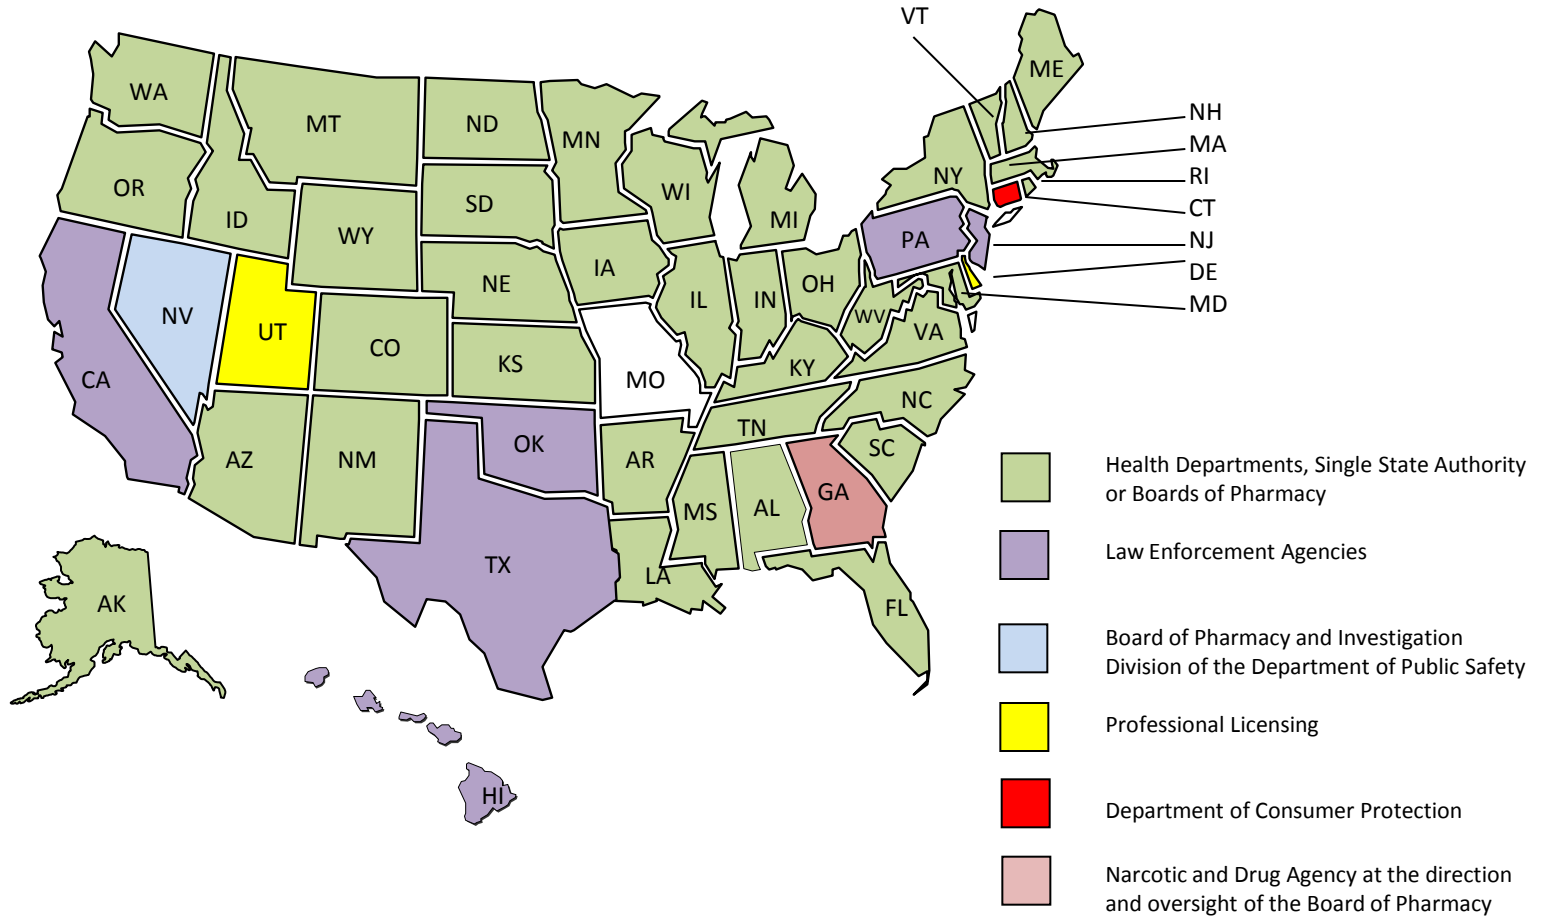 VT
ME
WA
NH
MT
ND
MN
MA
NY
RI
OR
WI
SD
CT
ID
MI
WY
PA
NJ
IA
DE
NE
OH
IL
IN
MD
NV
WV
UT
VA
CO
KS
KY
CA
MO
NC
TN
OK
SC
AZ
NM
AR
Health Departments, Single State Authority
or Boards of Pharmacy
GA
MS
AL
Law Enforcement Agencies
TX
LA
AK
FL
Board of Pharmacy and Investigation
Division of the Department of Public Safety
Professional Licensing
HI
Department of Consumer Protection
Narcotic and Drug Agency at the direction
and oversight of the Board of Pharmacy